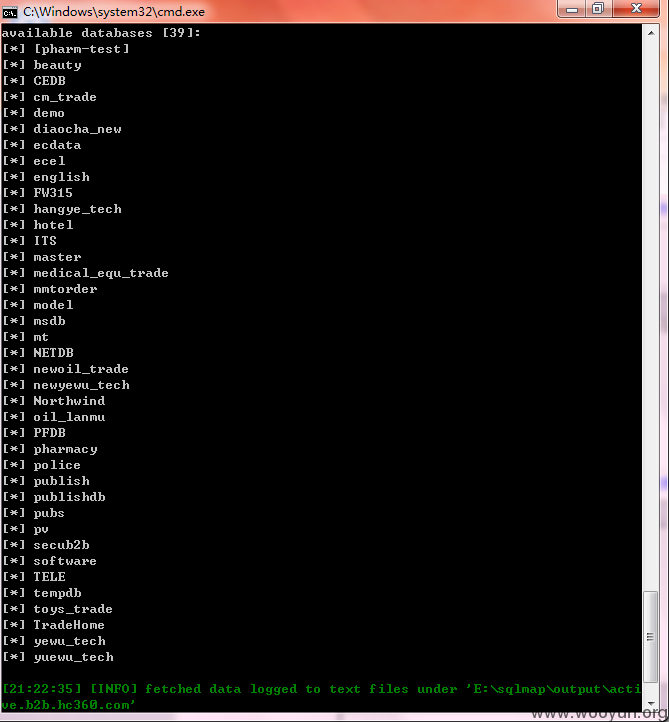 C:\Windows\system32\cmd.exe
available databases [39]:
[*] [pharm-test]
[*] beauty
[*] CEDB
[*] cm_trade
[*] demo
[*] diaocha_new
[*] ecdata
[*] ecel
[*] english
[*] FW315
[*] hangye_tech
[*] hotel
[*] ITS
[*] master
[*] medical_equ_trade
[*] mmtorder
[*] model
[*] msdb
[*] mt
[*] NETDB
[*] newoil_trade
[*] newyewu_tech
[*] Northwind
[*] oil_lanmu
[*] PFDB
[*] pharmacy
[*] police
[*] publish
[*] publishdb
[*] pubs
[*] pv
[*] secub2b
[*] software
[*] TELE
[*] tempdb
[*] toys_trade
[*] TradeHome
[*] yewu_tech
[*] yuewu_tech
[21:22:35] [INFO] fetched data logged to text files under 'E:\sqlmap\output\acti
ve.b2b.hc360.com'
www.wooyun.org